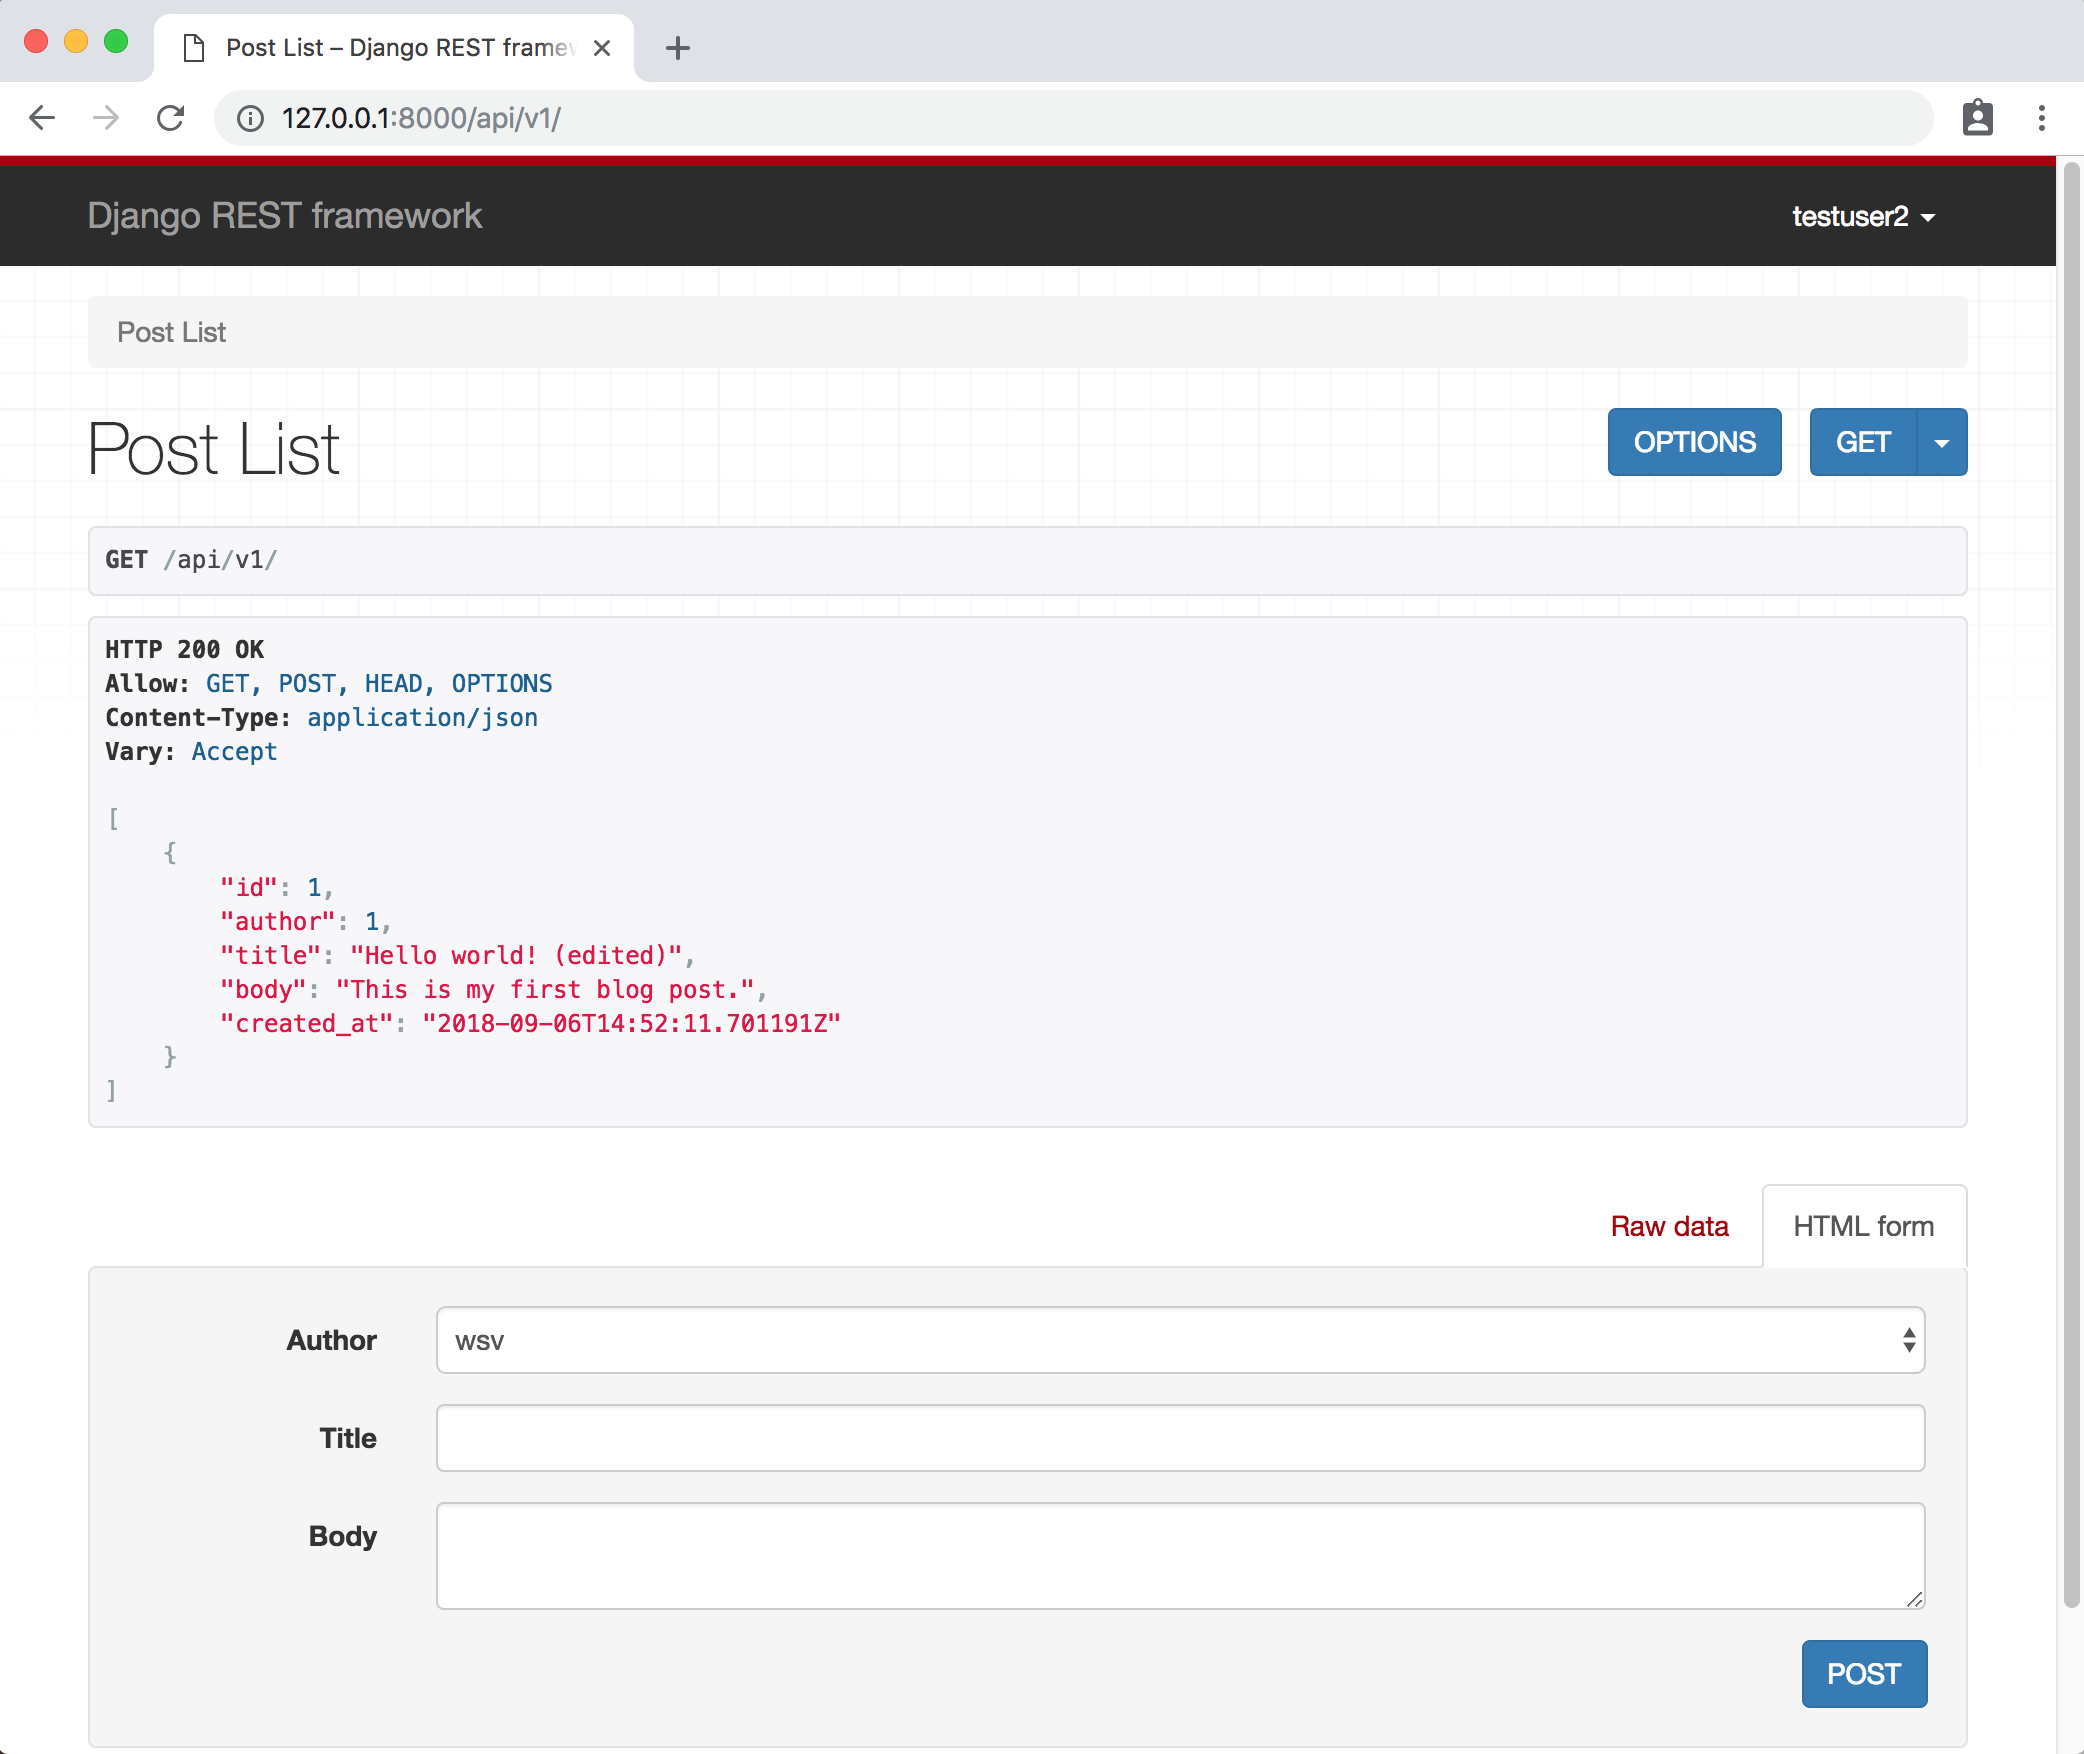 Post List – Django REST framew
127.0.0.1:8000/api/v1/
Django REST framework
testuser2
Post List
Post List
OPTIONS
GET
GET /api/v1/
HTTP 200 OK
Allow: GET, POST, HEAD, OPTIONS
Content-Type: application/json
Vary: Accept
[
    {
        "id": 1,
        "author": 1,
        "title": "Hello world! (edited)",
        "body": "This is my first blog post.",
        "created_at": "2018-09-06T14:52:11.701191Z"
    }
]
Raw data
HTML form
Author
wsv
Title
Body
POST